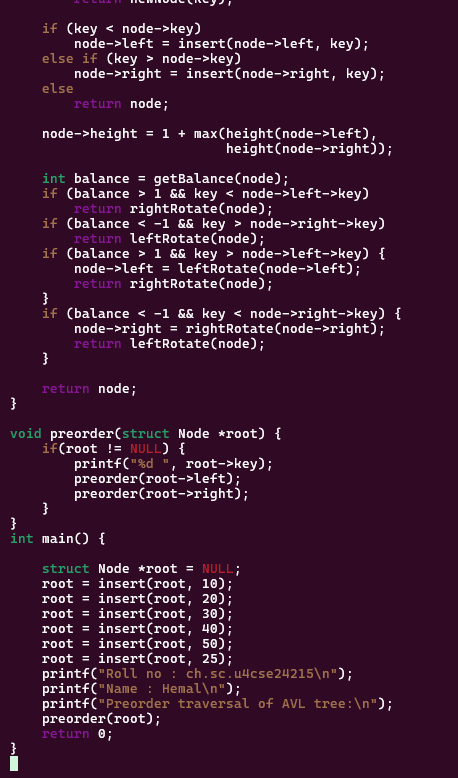 return newNode(key);
if (key < node->key)
node->left = insert(node->left, key);
else if (key > node->key)
node->right = insert(node->right, key);
else
return node;
node->height = 1 + max(height(node->left),
height(node->right));
int balance = getBalance(node);
if (balance > 1 && key < node->left->key)
return rightRotate(node);
if (balance < -1 && key > node->right->key)
return leftRotate(node);
if (balance > 1 && key > node->left->key) {
node->left = leftRotate(node->left);
return rightRotate(node);
}
if (balance < -1 && key < node->right->key) {
node->right = rightRotate(node->right);
return leftRotate(node);
}
return node;
}
void preorder(struct Node *root) {
if(root != NULL) {
printf("%d ", root->key);
preorder(root->left);
preorder(root->right);
}
}
int main() {
struct Node *root = NULL;
root = insert(root, 10);
root = insert(root, 20);
root = insert(root, 30);
root = insert(root, 40);
root = insert(root, 50);
root = insert(root, 25);
printf("Roll no : ch.sc.u4cse24215\n");
printf("Name : Hemal\n");
printf("Preorder traversal of AVL tree:\n");
preorder(root);
return 0;
}